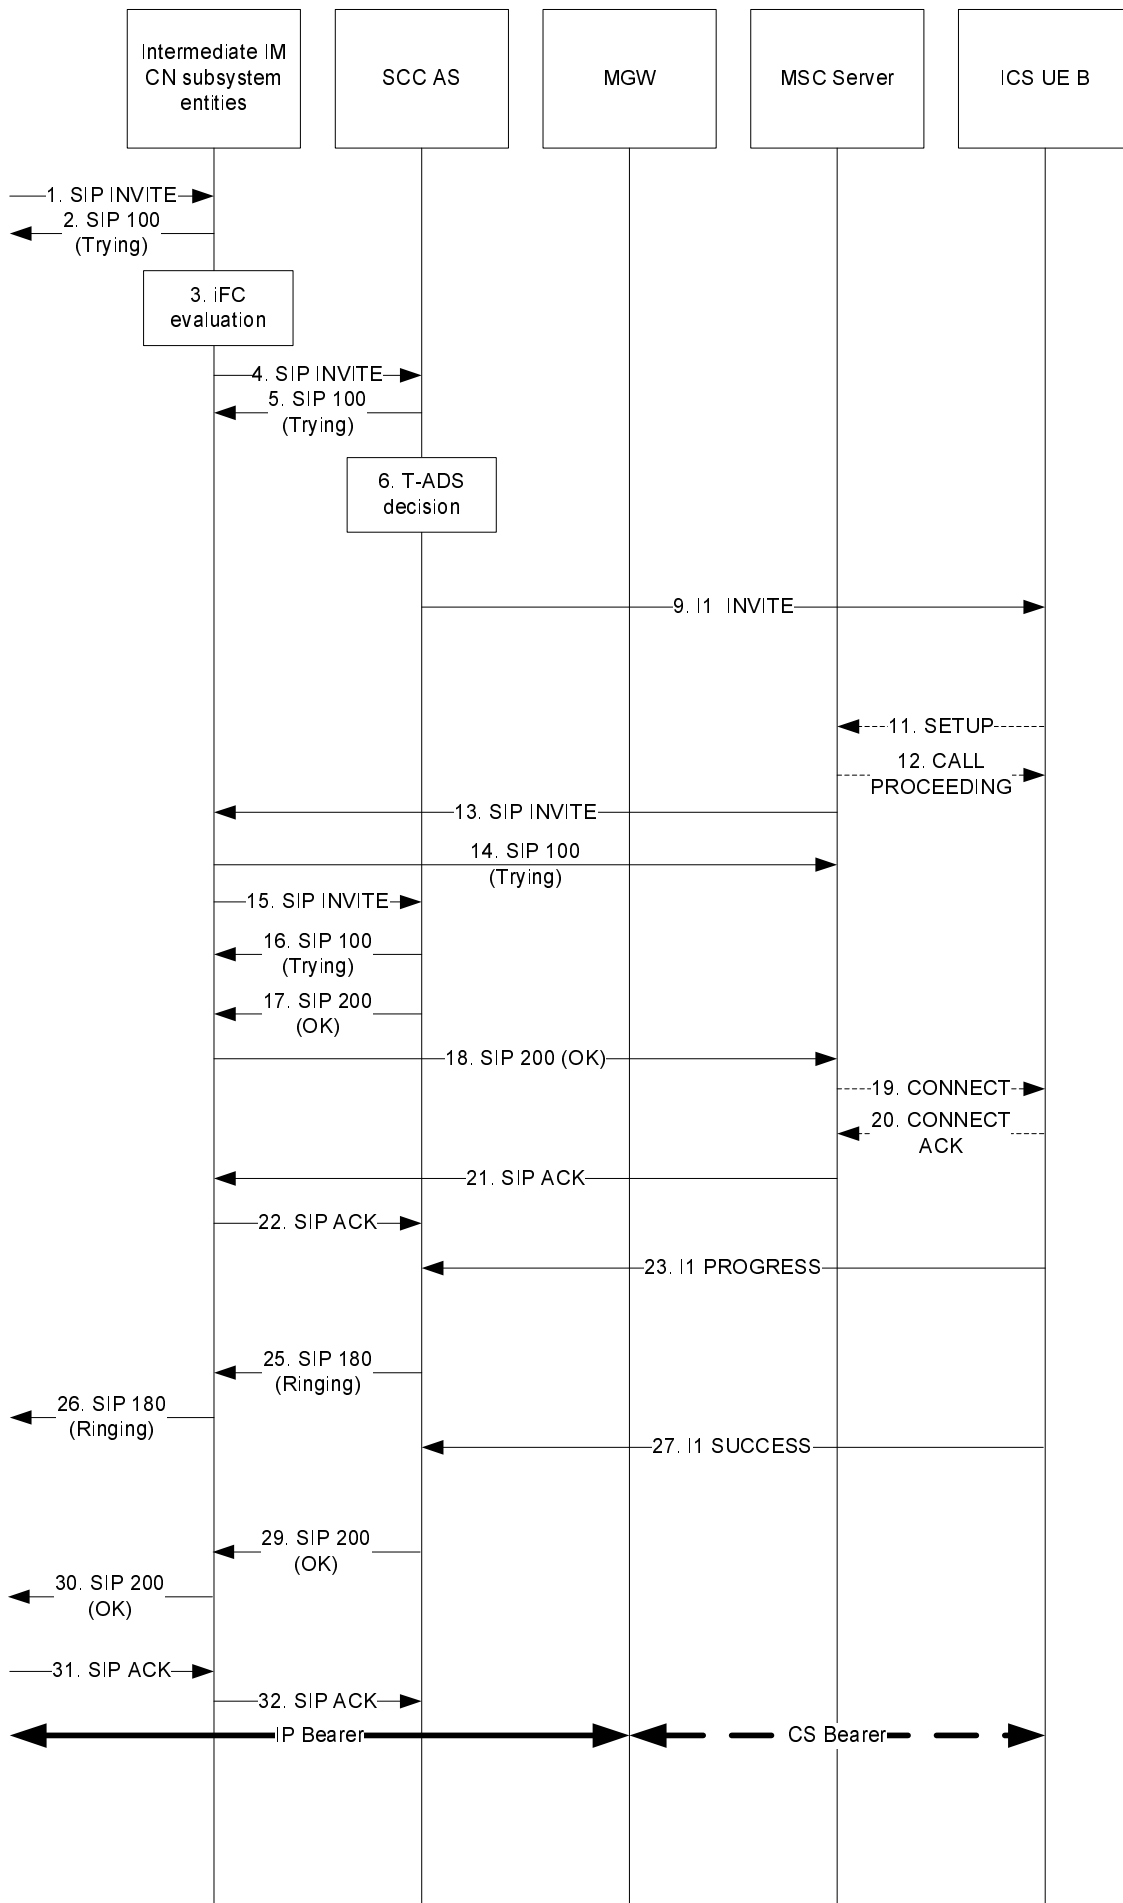 Intermediate IM
CN subsystem
entities
SCC AS
MGW
MSC Server
ICS UE B
1. SIP INVITE
2. SIP 100
(Trying)
3. iFC
evaluation
4. SIP INVITE
5. SIP 100
(Trying)
6. T-ADS
decision
9. I1 INVITE
11. SETUP
12. CALL
PROCEEDING
13. SIP INVITE
14. SIP 100
(Trying)
15. SIP INVITE
16. SIP 100
(Trying)
17. SIP 200
(OK)
18. SIP 200 (OK)
19. CONNECT
20. CONNECT
ACK
21. SIP ACK
22. SIP ACK
23. I1 PROGRESS
25. SIP 180
(Ringing)
26. SIP 180
(Ringing)
27. I1 SUCCESS
29. SIP 200
(OK)
30. SIP 200
(OK)
31. SIP ACK
32. SIP ACK
IP Bearer
CS Bearer